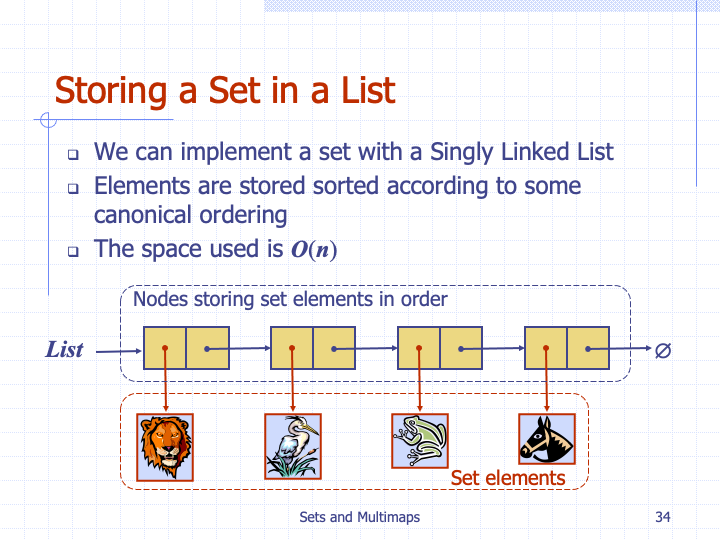 Storing a Set in a List
We can implement a set with a Singly Linked List
Elements are stored sorted according to some
canonical ordering
The space used is O(n)
Nodes storing set elements in order
List
∅
Set elements
Sets and Multimaps
34